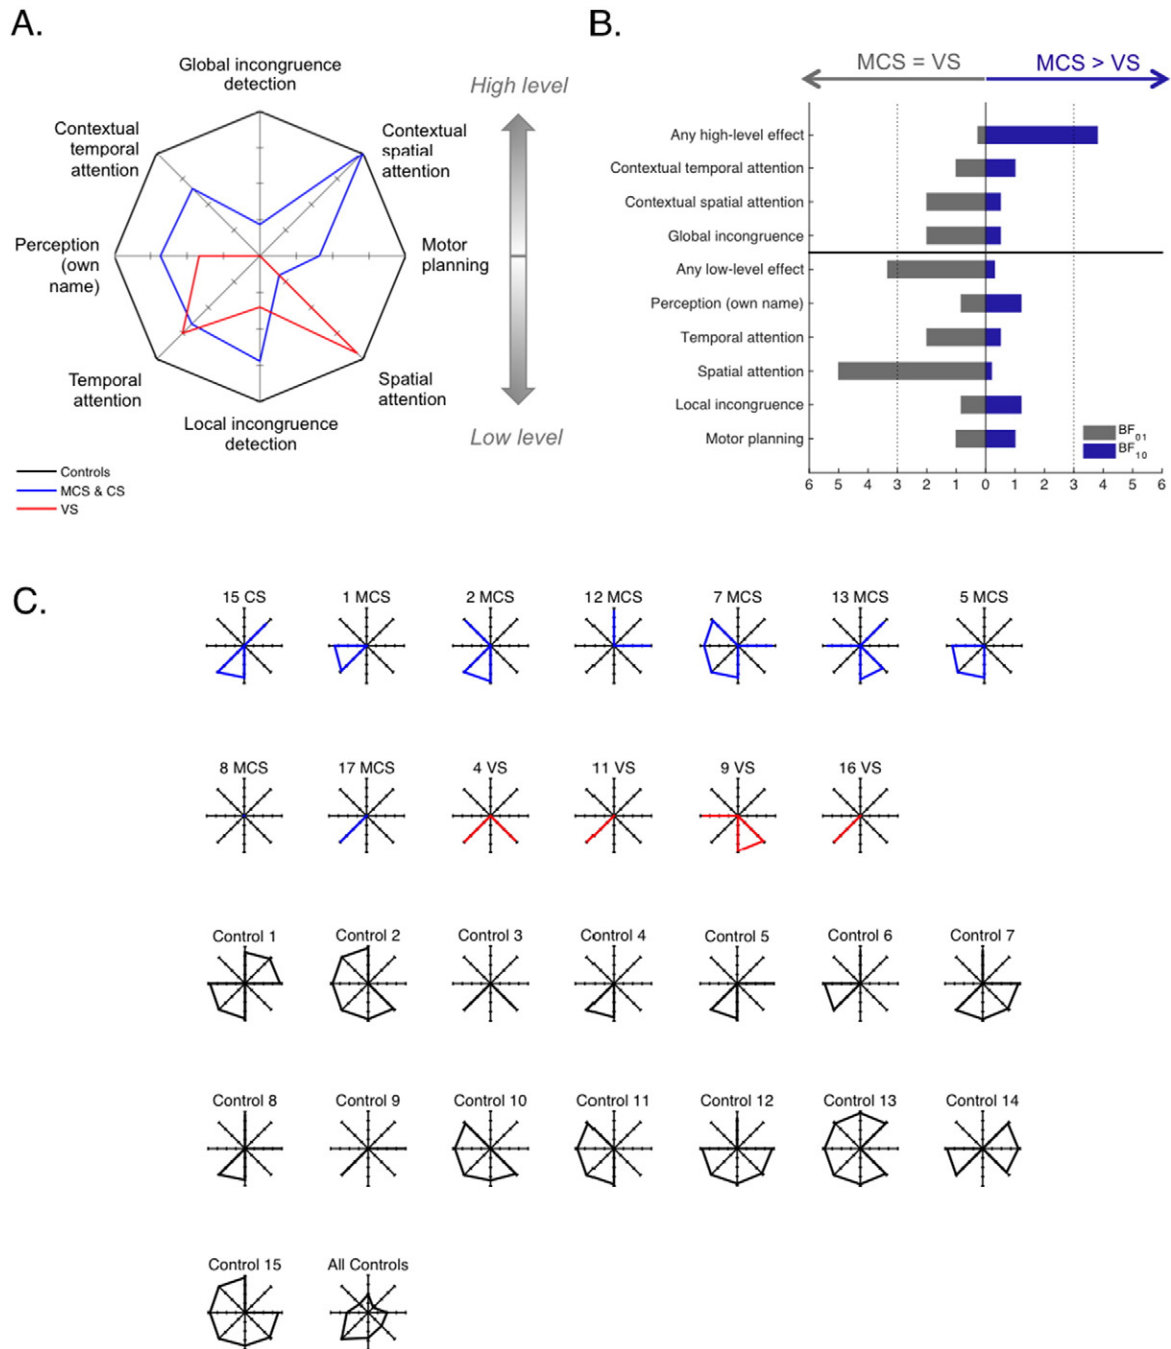 A.
Global incongruence
detection
Contextual
temporal
attention
Contextual
spatial
attention
Perception
(own
name)
Motor
planning
Temporal
attention
Spatial
attention
Local incongruence
detection
High level
Low level
Controls
MCS & CS
VS
B.
MCS = VS
MCS > VS
Any high-level effect
Contextual temporal attention
Contextual spatial attention
Global incongruence
Any low-level effect
Perception (own name)
Temporal attention
Spatial attention
Local incongruence
Motor planning
BF01
BF10
6 5 4 3 2 1 0 1 2 3 4 5 6
C.
15 CS 1 MCS 2 MCS 12 MCS 7 MCS 13 MCS 5 MCS
8 MCS 17 MCS 4 VS 11 VS 9 VS 16 VS
Control 1 Control 2 Control 3 Control 4 Control 5 Control 6 Control 7
Control 8 Control 9 Control 10 Control 11 Control 12 Control 13 Control 14
Control 15 All Controls